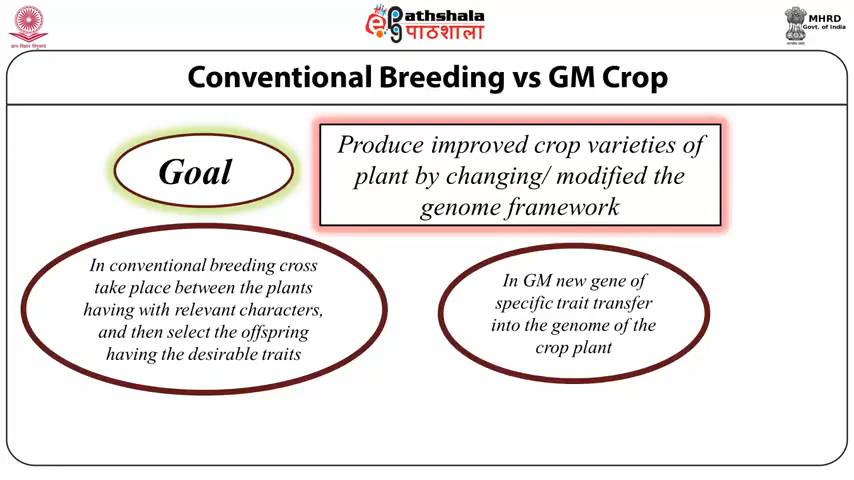 Pathshala
पाठशाला
MHRD
Govt. of India
Conventional Breeding vs GM Crop
Goal
Produce improved crop varieties of
plant by changing/ modified the
genome framework
In conventional breeding cross
take place between the plants
having with relevant characters,
and then select the offspring
having the desirable traits
In GM new gene of
specific trait transfer
into the genome of the
crop plant